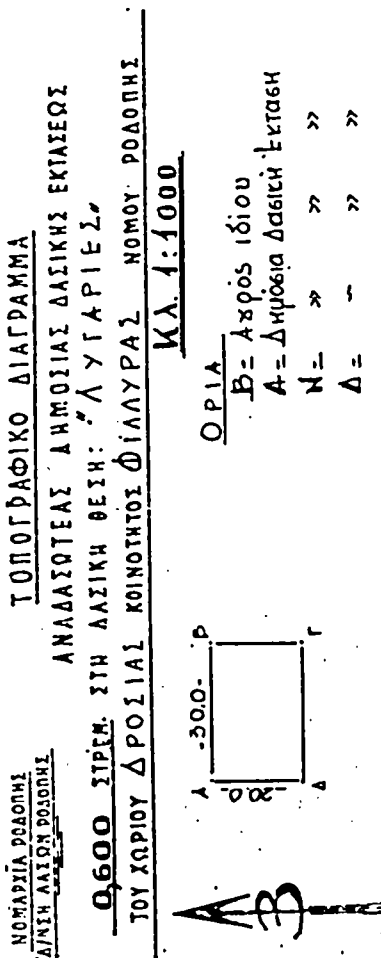 ΝΟΜΑΡΧΙΑ ΡΟΔΟΠΗΣ
Δ/ΝΣΗ ΔΑΣΩΝ ΡΟΔΟΠΗΣ
ΤΟΠΟΓΡΑΦΙΚΟ ΔΙΑΓΡΑΜΜΑ
ΑΝΑΔΑΣΩΤΕΑΣ ΔΗΜΟΣΙΑΣ ΔΑΣΙΚΗΣ ΕΚΤΑΣΕΩΣ
0,600 ΣΤΡΕΜ. ΣΤΗ ΔΑΣΙΚΗ ΘΕΣΗ: "ΛΥΓΑΡΙΕΣ"
ΤΟΥ ΧΩΡΙΟΥ ΔΡΟΣΙΑΣ ΚΟΙΝΟΤΗΤΟΣ ΦΙΛΛΥΡΑΣ ΝΟΜΟΥ ΡΟΔΟΠΗΣ
ΚΛ. 1:1000
ΟΡΙΑ
Β = Αγρός ιδίου
Α = Δημόσια Δασική Έκταση
Ν = » » »
Δ = ~ » »
Α -30.0- Β
-20.0-
Δ Γ
Β